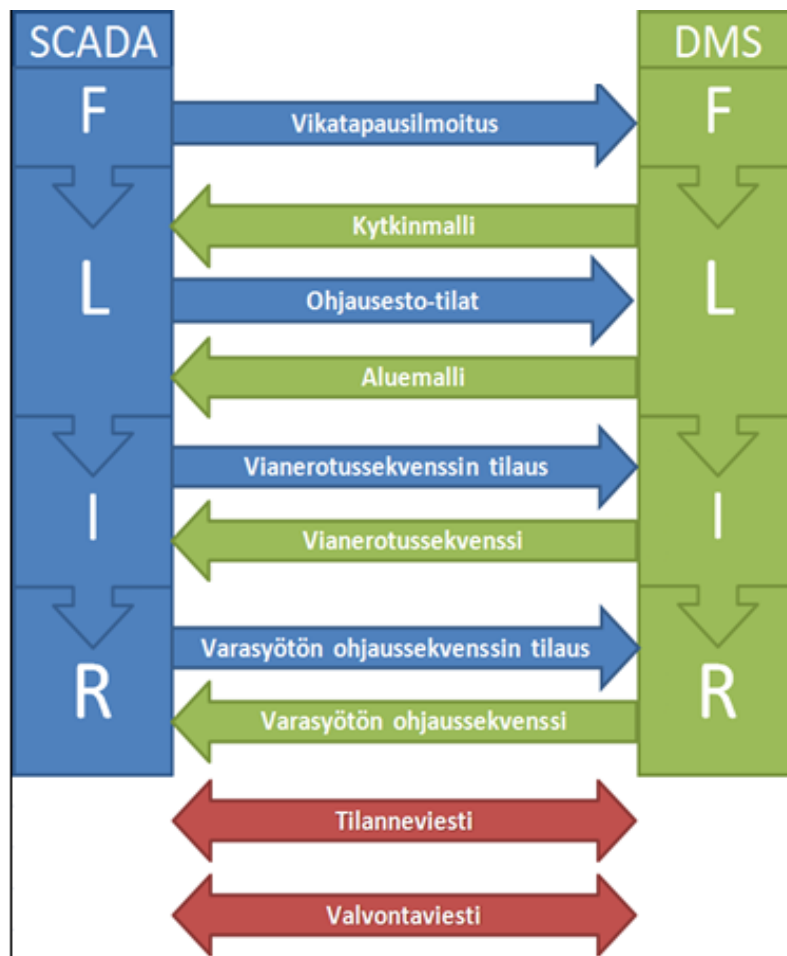 SCADA
DMS
F
F
Vikatapausilmoitus
Kytkinmalli
L
L
Ohjausesto-tilat
Aluemalli
Vianerotussekvenssin tilaus
I
I
Vianerotussekvenssi
Varasyötön ohjaussekvenssin tilaus
R
R
Varasyötön ohjaussekvenssi
Tilanneviesti
Valvontaviesti